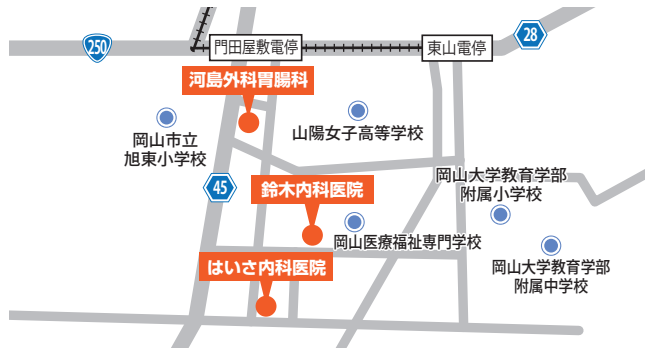 250
門田屋敷電停
東山電停
28
河島外科胃腸科
岡山市立
旭東小学校
山陽女子高等学校
45
鈴木内科医院
岡山大学教育学部
附属小学校
岡山医療福祉専門学校
はいさ内科医院
岡山大学教育学部
附属中学校